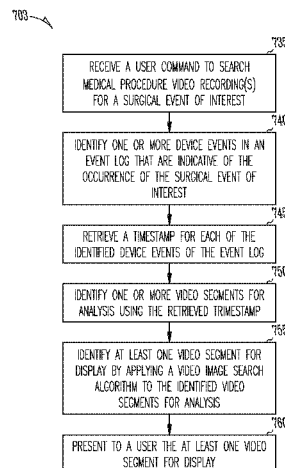 703
735
RECEIVE A USER COMMAND TO SEARCH
MEDICAL PROCEDURE VIDEO RECORDING(S)
FOR A SURGICAL EVENT OF INTEREST
740
IDENTIFY ONE OR MORE DEVICE EVENTS IN AN
EVENT LOG THAT ARE INDICATIVE OF THE
OCCURRENCE OF THE SURGICAL EVENT OF
INTEREST
745
RETRIEVE A TIMESTAMP FOR EACH OF THE
IDENTIFIED DEVICE EVENTS OF THE EVENT LOG
750
IDENTIFY ONE OR MORE VIDEO SEGMENTS FOR
ANALYSIS USING THE RETRIEVED TRIMESTAMP
755
IDENTIFY AT LEAST ONE VIDEO SEGMENT FOR
DISPLAY BY APPLYING A VIDEO IMAGE SEARCH
ALGORITHM TO THE IDENTIFIED VIDEO
SEGMENTS FOR ANALYSIS
760
PRESENT TO A USER THE AT LEAST ONE VIDEO
SEGMENT FOR DISPLAY